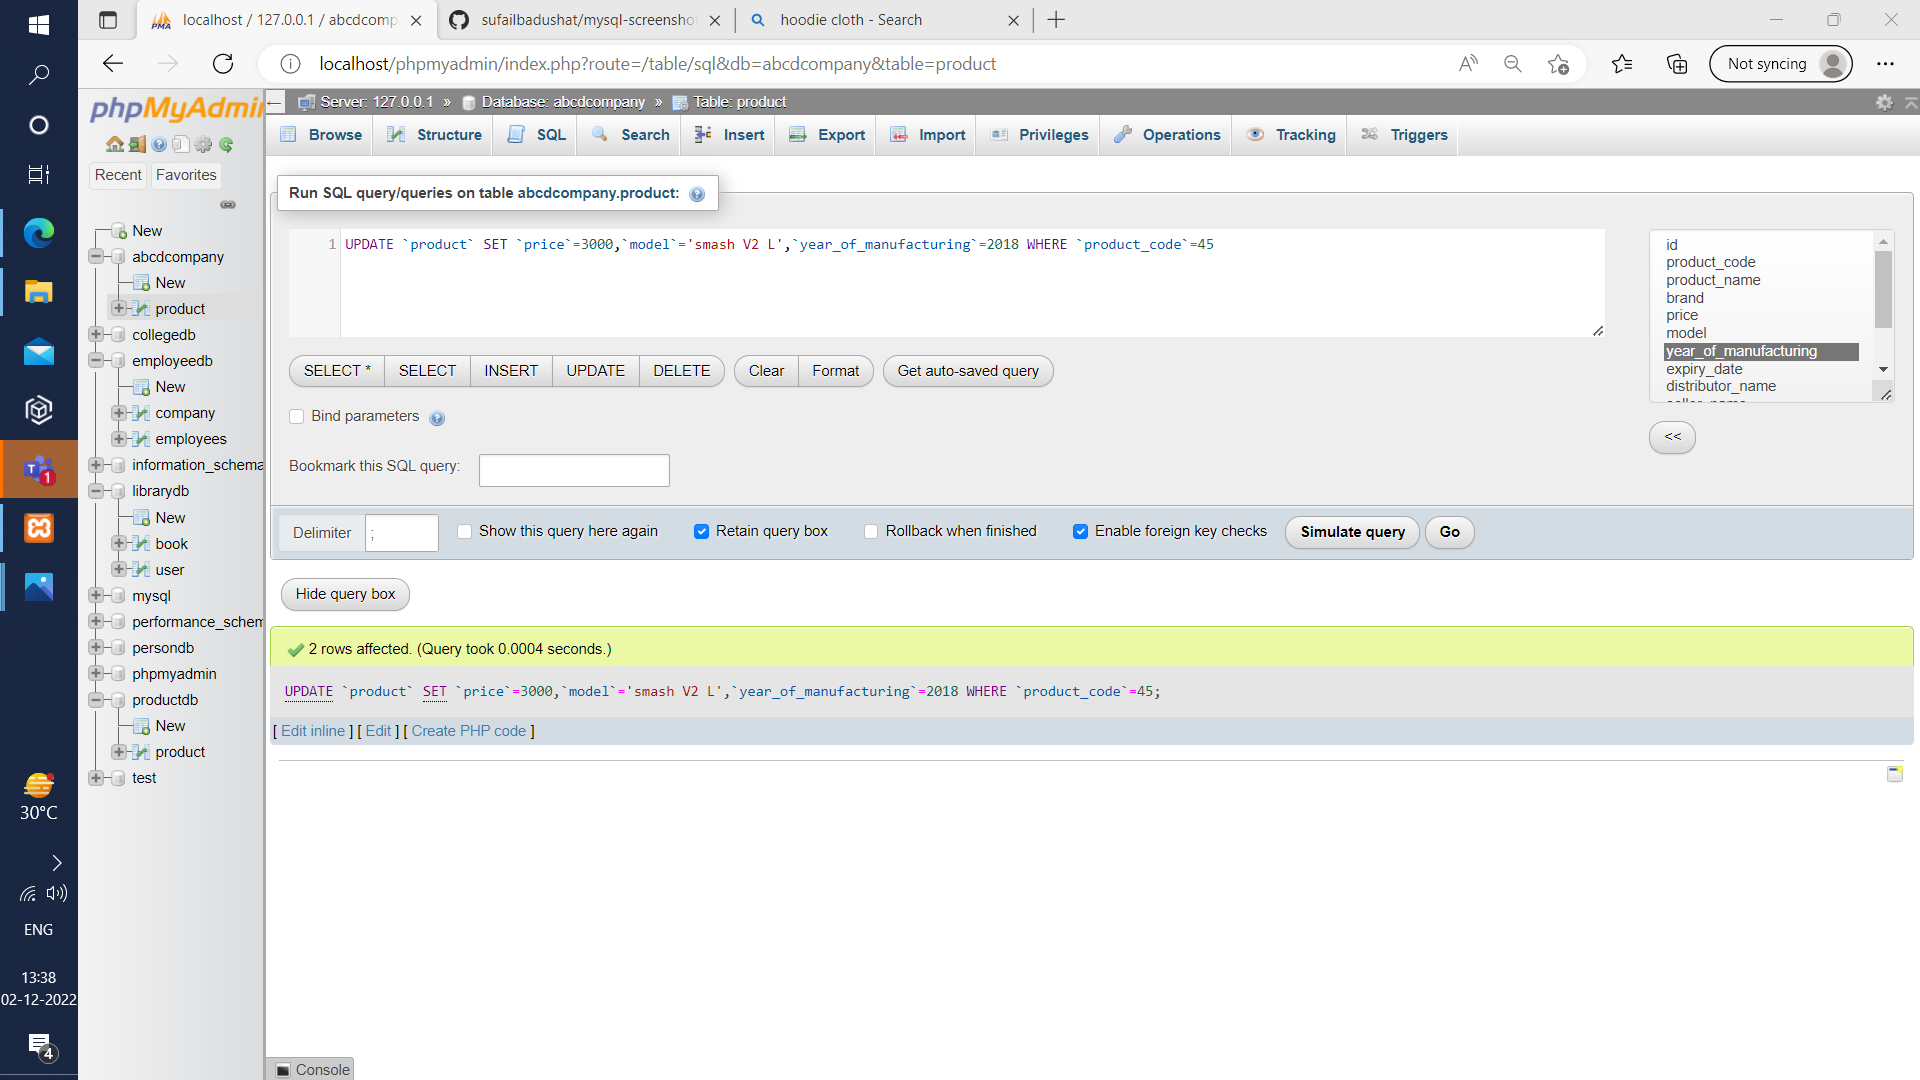 localhost / 127.0.0.1 / abcdcomp
sufailbadushat/mysql-screensho
hoodie cloth - Search
localhost/phpmyadmin/index.php?route=/table/sql&db=abcdcompany&table=product
Not syncing
phpMyAdmin
Recent
Favorites
New
abcdcompany
New
product
collegedb
employeedb
New
company
employees
information_schema
librarydb
New
book
user
mysql
performance_schem
persondb
phpmyadmin
productdb
New
product
test
Server: 127.0.0.1 » Database: abcdcompany » Table: product
Browse Structure SQL Search Insert Export Import Privileges Operations Tracking Triggers
Run SQL query/queries on table abcdcompany.product:
1 UPDATE `product` SET `price`=3000,`model`='smash V2 L',`year_of_manufacturing`=2018 WHERE `product_code`=45
id
product_code
product_name
brand
price
model
year_of_manufacturing
expiry_date
distributor_name
<<
SELECT * SELECT INSERT UPDATE DELETE Clear Format Get auto-saved query
Bind parameters
Bookmark this SQL query:
Delimiter ; Show this query here again Retain query box Rollback when finished Enable foreign key checks Simulate query Go
Hide query box
2 rows affected. (Query took 0.0004 seconds.)
UPDATE `product` SET `price`=3000,`model`='smash V2 L',`year_of_manufacturing`=2018 WHERE `product_code`=45;
[ Edit inline ] [ Edit ] [ Create PHP code ]
Console
1
30°C
ENG
13:38
02-12-2022
4